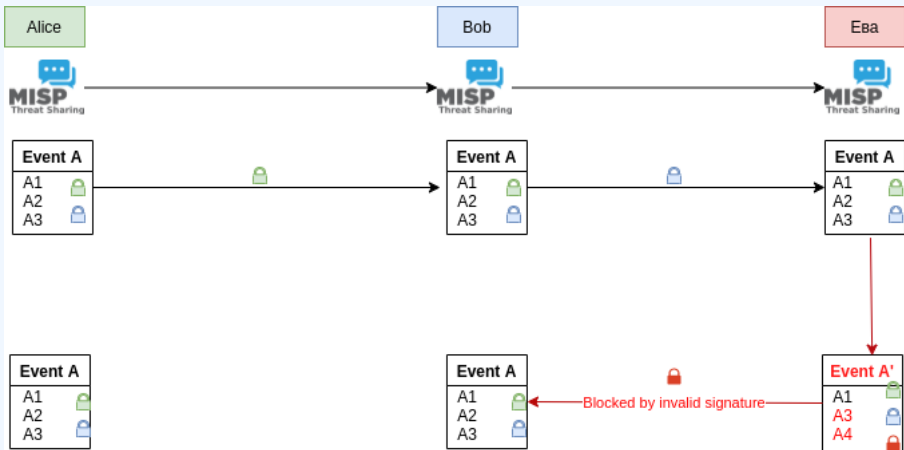 Alice
Bob
Ева
MISP
Threat Sharing
MISP
Threat Sharing
MISP
Threat Sharing
Event A
A1
A2
A3
Event A
A1
A2
A3
Event A
A1
A2
A3
Event A
A1
A2
A3
Event A
A1
A2
A3
Blocked by invalid signature
Event A'
A1
A3
A4